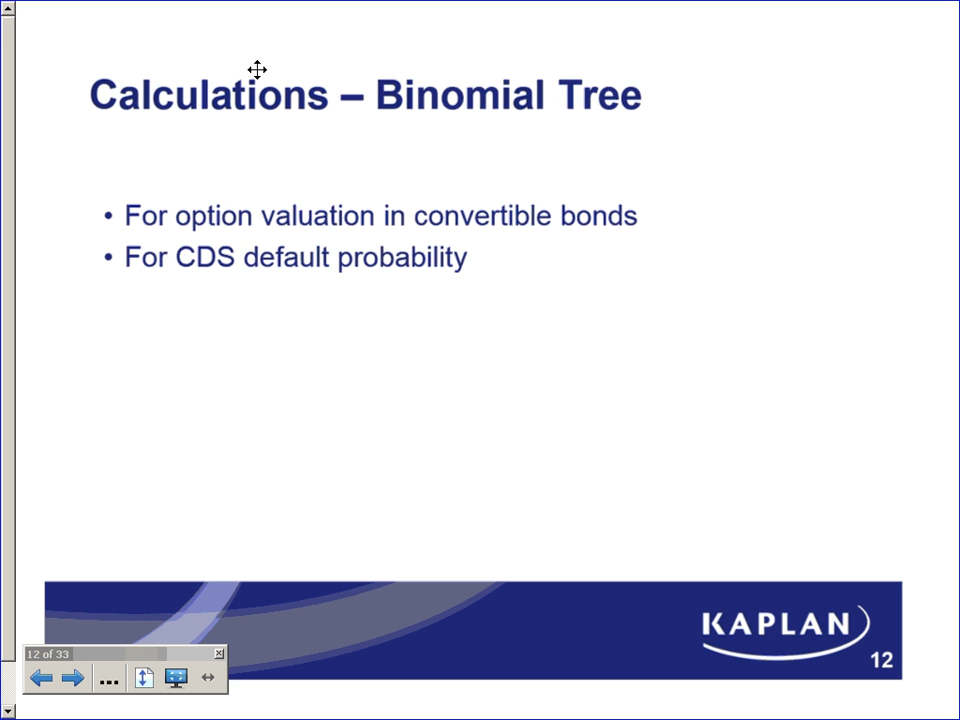 Calculations – Binomial Tree
• For option valuation in convertible bonds
• For CDS default probability
KAPLAN
12
12 of 33